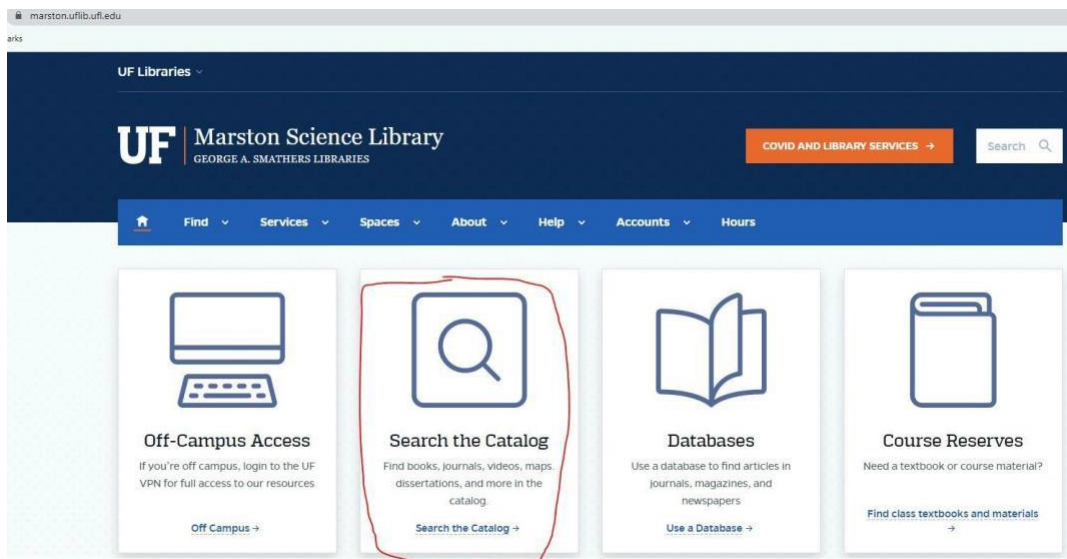 marston.uflib.ufl.edu
arks
UF Libraries
UF Marston Science Library
GEORGE A. SMATHERS LIBRARIES
COVID AND LIBRARY SERVICES →
Search
Find
Services
Spaces
About
Help
Accounts
Hours
Off-Campus Access
If you're off campus, login to the UF
VPN for full access to our resources
Off Campus →
Search the Catalog
Find books, journals, videos, maps.
dissertations, and more in the
catalog.
Search the Catalog →
Databases
Use a database to find articles in
journals, magazines, and
newspapers
Use a Database →
Course Reserves
Need a textbook or course material?
Find class textbooks and materials
→